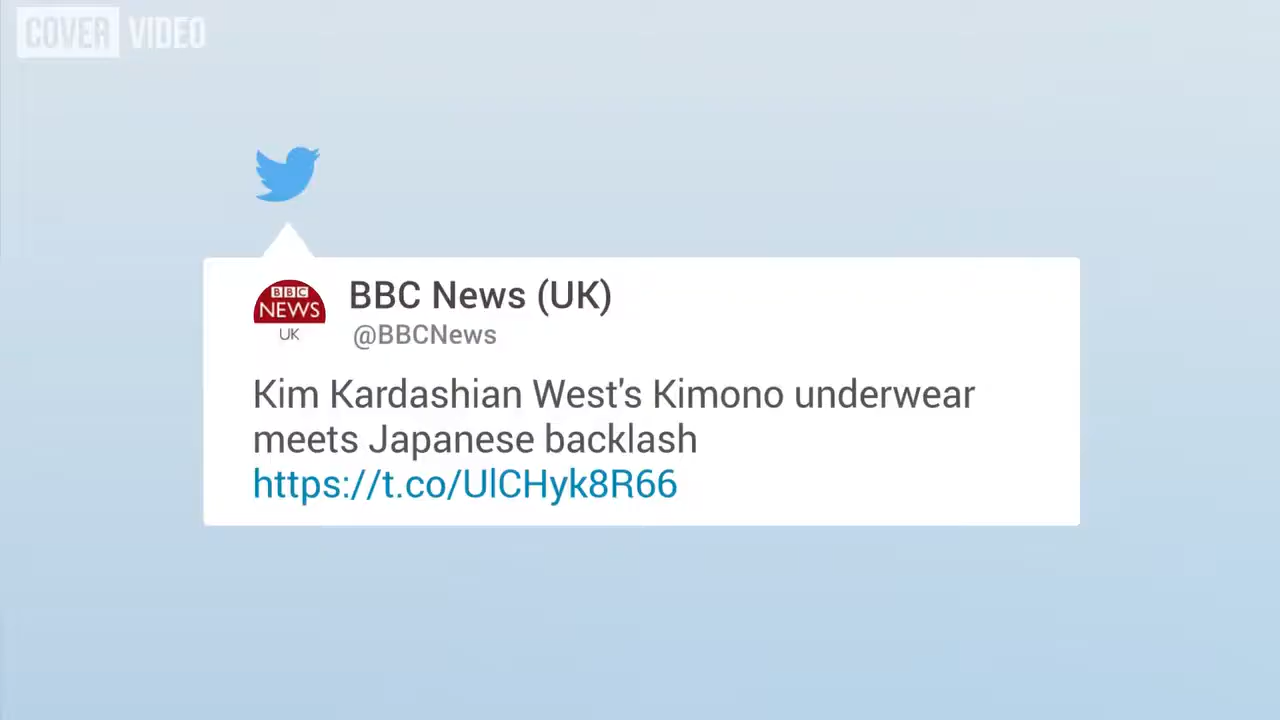 COVER VIDEO
BBC
NEWS
UK
BBC News (UK)
@BBCNews
Kim Kardashian West's Kimono underwear
meets Japanese backlash
https://t.co/UlCHyk8R66